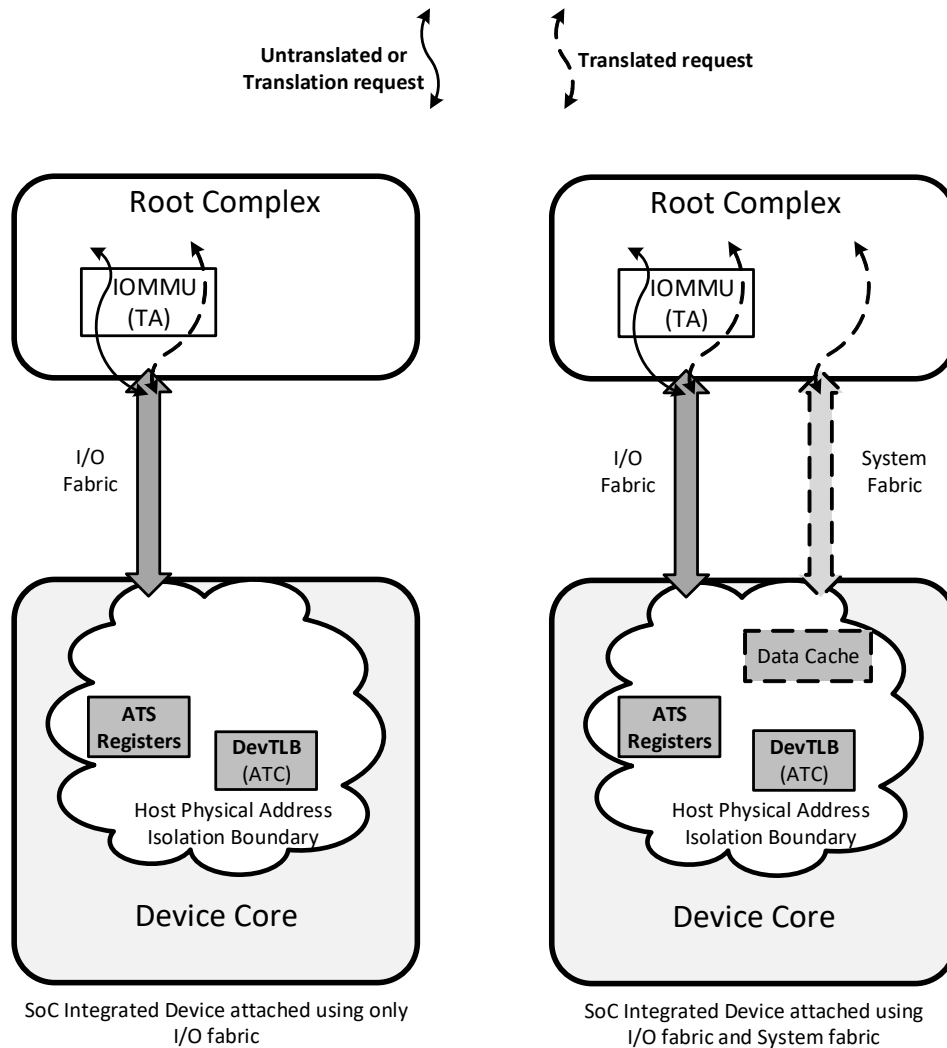 Untranslated or
Translation request
Translated request
Root Complex
IOMMU
(TA)
I/O
Fabric
ATS
Registers
DevTLB
(ATC)
Host Physical Address
Isolation Boundary
Device Core
SoC Integrated Device attached using only
I/O fabric
Root Complex
IOMMU
(TA)
I/O
Fabric
System
Fabric
Data Cache
ATS
Registers
DevTLB
(ATC)
Host Physical Address
Isolation Boundary
Device Core
SoC Integrated Device attached using
I/O fabric and System fabric